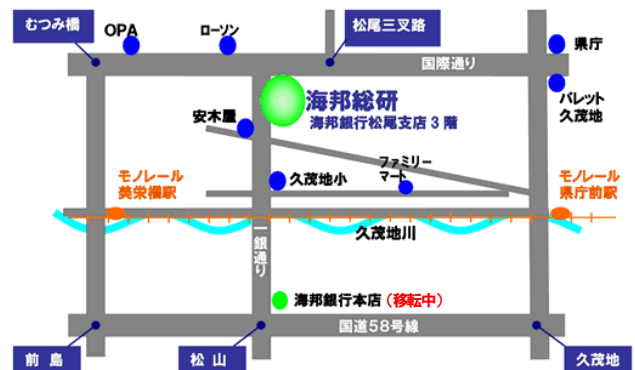 むつみ橋
OPA
ローソン
松尾三叉路
県庁
国際通り
海邦総研
海邦銀行松尾支店3階
パレット
久茂地
安木屋
ファミリー
マート
久茂地小
モノレール
美栄橋駅
モノレール
県庁前駅
久茂地川
一銀通り
海邦銀行本店(移転中)
国道58号線
前島
松山
久茂地